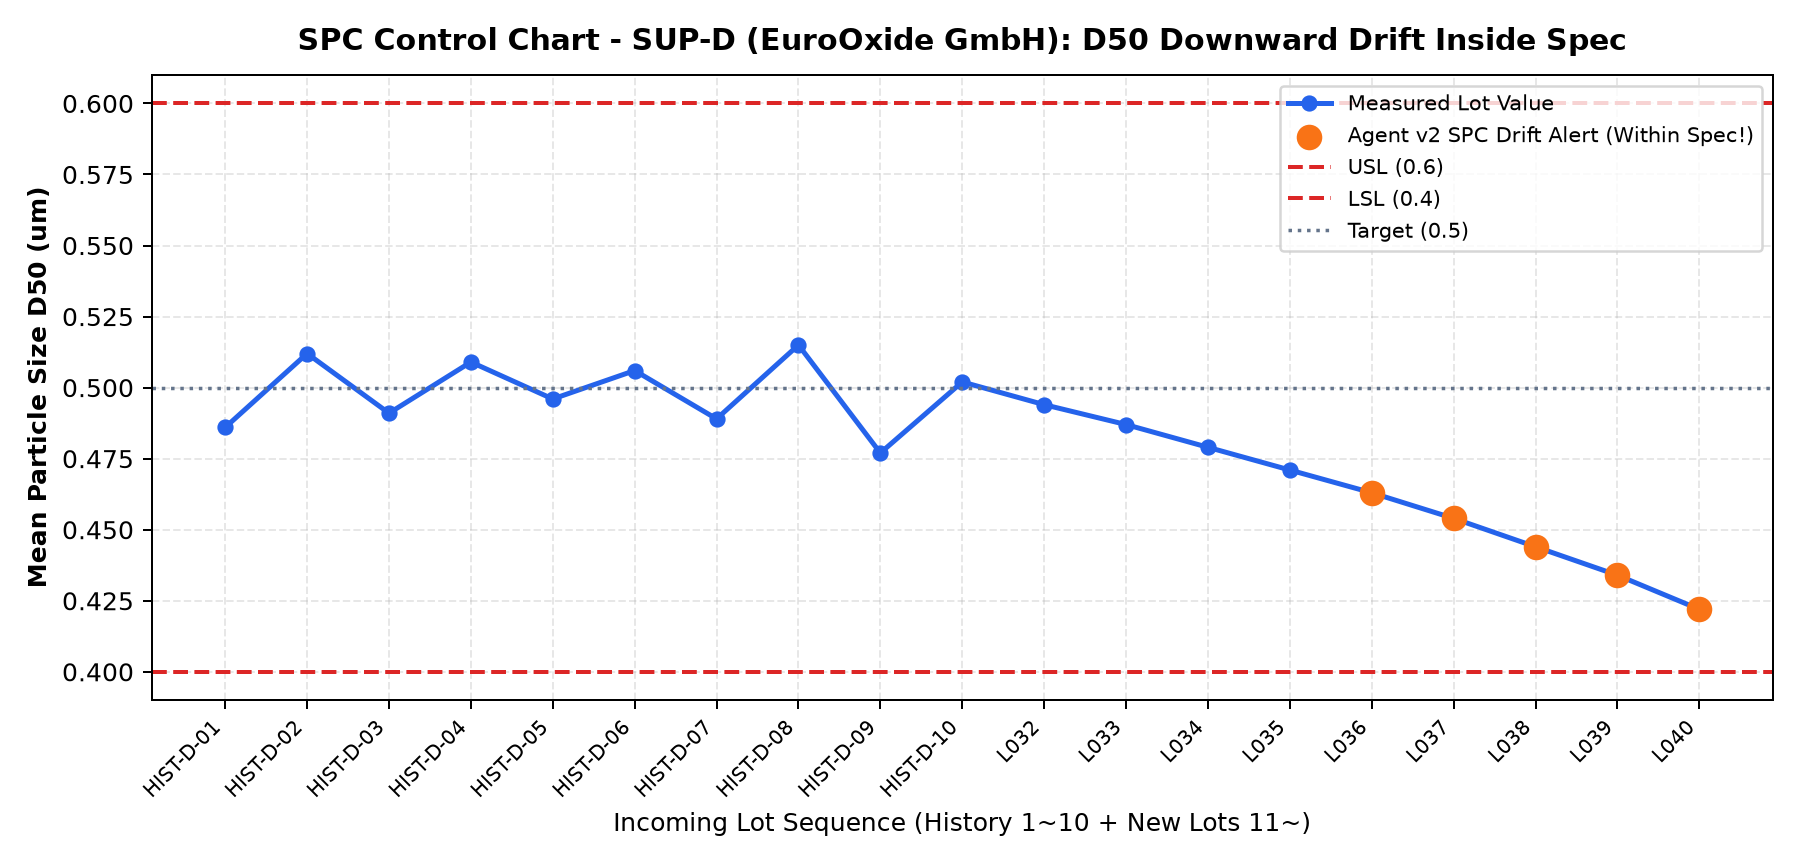 SPC Control Chart - SUP-D (EuroOxide GmbH): D50 Downward Drift Inside Spec
Mean Particle Size D50 (um)
0.600
0.575
0.550
0.525
0.500
0.475
0.450
0.425
0.400
Measured Lot Value
Agent v2 SPC Drift Alert (Within Spec!)
USL (0.6)
LSL (0.4)
Target (0.5)
HIST-D-01
HIST-D-02
HIST-D-03
HIST-D-04
HIST-D-05
HIST-D-06
HIST-D-07
HIST-D-08
HIST-D-09
HIST-D-10
L032
L033
L034
L035
L036
L037
L038
L039
L040
Incoming Lot Sequence (History 1~10 + New Lots 11~)